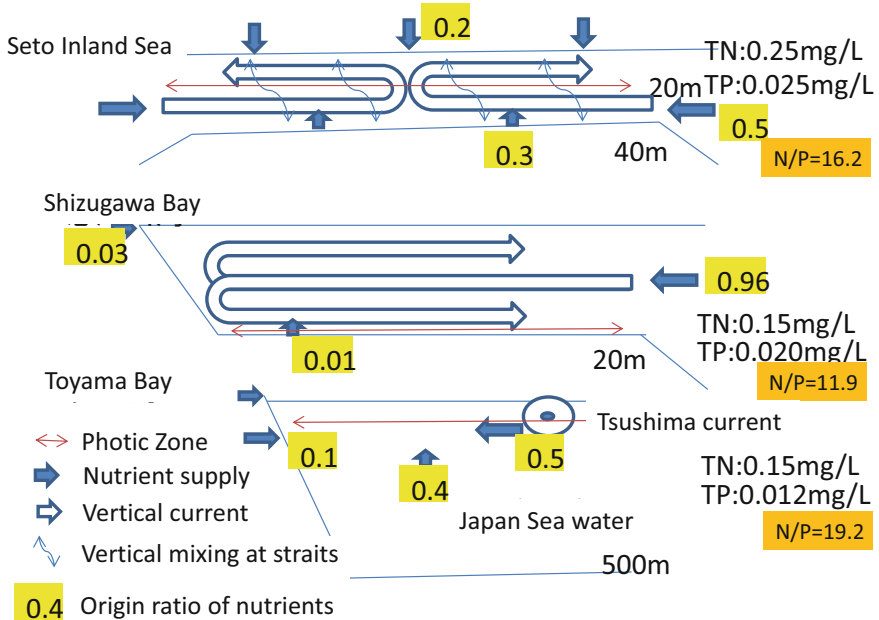 0.2
Seto Inland Sea
TN:0.25mg/L
20m TP:0.025mg/L
0.5
0.3
40m
N/P=16.2
Shizugawa Bay
0.03
0.96
TN:0.15mg/L
0.01
20m
TP:0.020mg/L
Toyama Bay
N/P=11.9
Tsushima current
Photic Zone
0.1
0.5
Nutrient supply
0.4
TN:0.15mg/L
TP:0.012mg/L
Vertical current
Japan Sea water
N/P=19.2
Vertical mixing at straits
500m
0.4 Origin ratio of nutrients